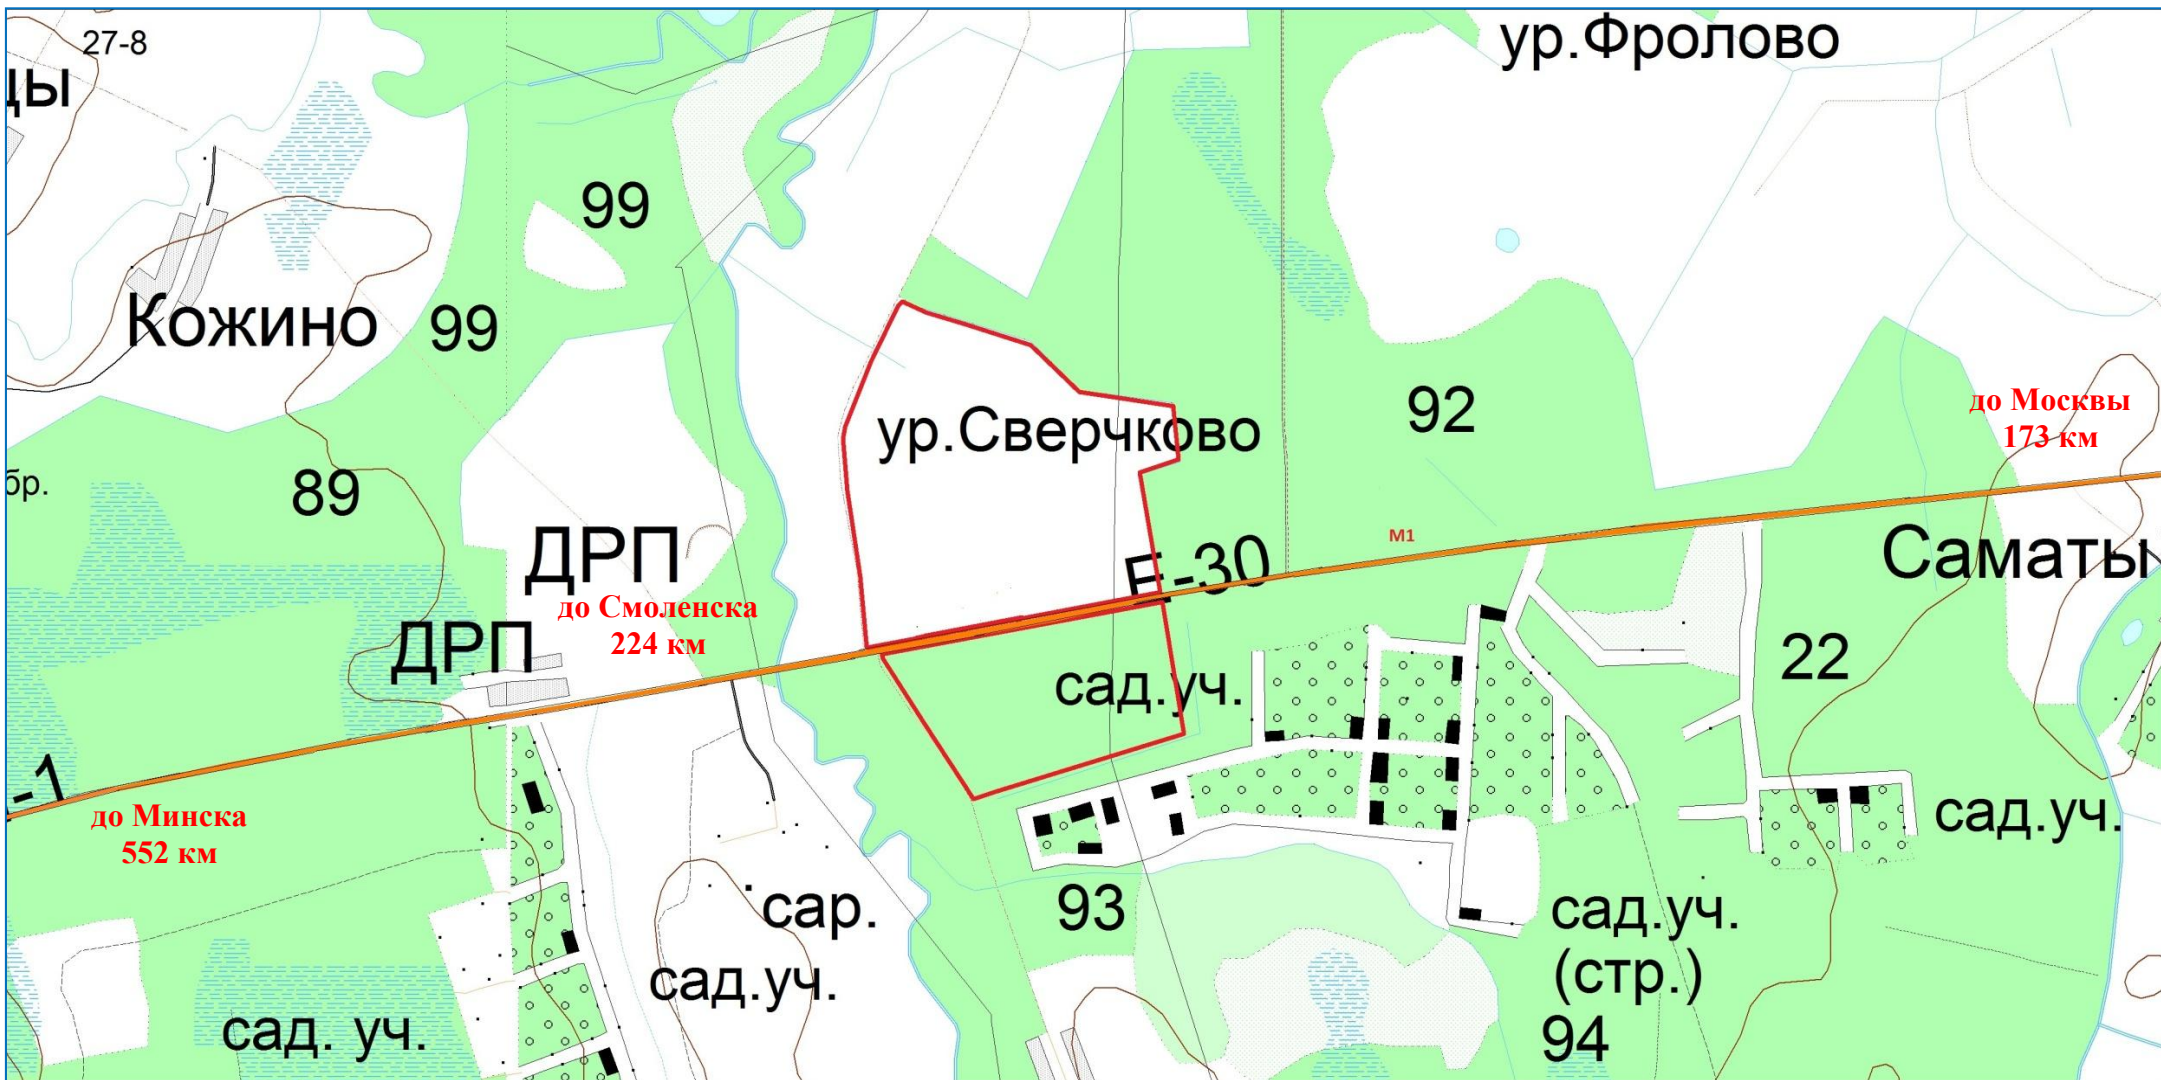 27-8
ур.Фролово
цы
99
Кожино
99
до Москвы
173 км
92
ур.Сверчково
бр.
89
М1
ДРП
Е-30
Саматы
до Смоленска
224 км
ДРП
22
сад.уч.
-1
до Минска
552 км
сад.уч.
сар.
93
сад.уч.
(стр.)
сад.уч.
сад. уч.
94